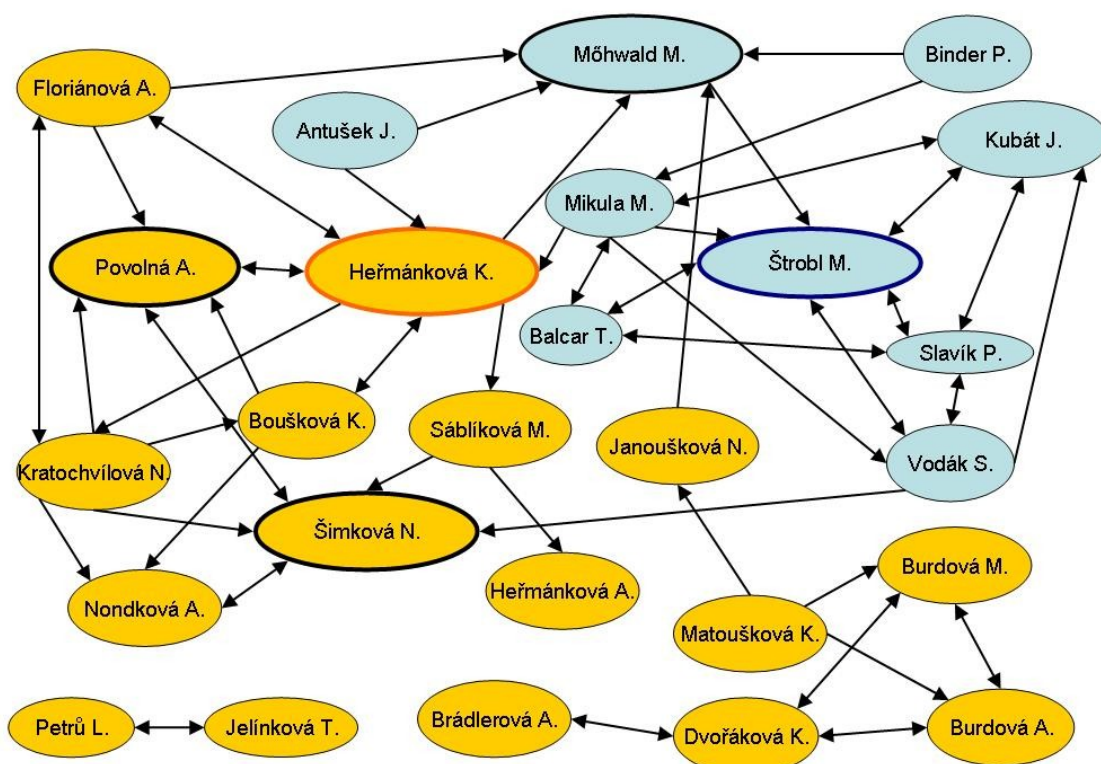 Mőhwald M.
Binder P.
Floriánová A.
Antušek J.
Kubát J.
Mikula M.
Povolná A.
Heřmánková K.
Štrobl M.
Balcar T.
Slavík P.
Boušková K.
Sáblíková M.
Janoušková N.
Kratochvílová N.
Vodák S.
Šimková N.
Burdová M.
Heřmánková A.
Nondková A.
Matoušková K.
Brádlerová A.
Petrů L.
Jelínková T.
Dvořáková K.
Burdová A.